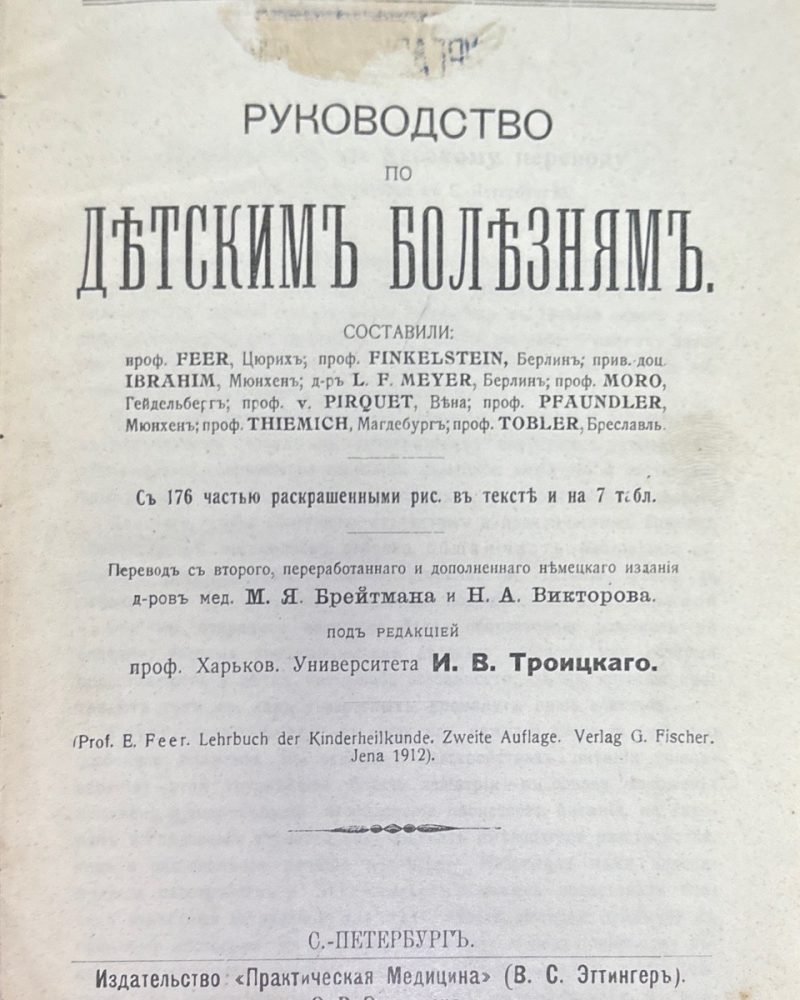 РУКОВОДСТВО
ПО
ДѢТСКИМЪ БОЛѢЗНЯМЪ.
СОСТАВИЛИ:
проф. FEER, Цюрихъ; проф. FINKELSTEIN, Берлинъ; прив.-доц.
IBRAHIM, Мюнхенъ; д-ръ L. F. MEYER, Берлинъ; проф. MORO,
Гейдельбергъ; проф. v. PIRQUET, Вѣна; проф. PFAUNDLER,
Мюнхенъ; проф. THIEMICH, Магдебургъ; проф. TOBLER, Бреславль.
Съ 176 частью раскрашенными рис. въ текстѣ и на 7 табл.
Переводъ съ второго, переработаннаго и дополненнаго нѣмецкаго изданія
д-ровъ мед. М. Я. Брейтмана и Н. А. Викторова.
ПОДЪ РЕДАКЦІЕЙ
проф. Харьков. Университета И. В. Троицкаго.
(Prof. E. Feer. Lehrbuch der Kinderheilkunde. Zweite Auflage. Verlag G. Fischer.
Jena 1912).
С.-ПЕТЕРБУРГЪ.
Издательство «Практическая Медицина» (В. С. Эттингеръ).